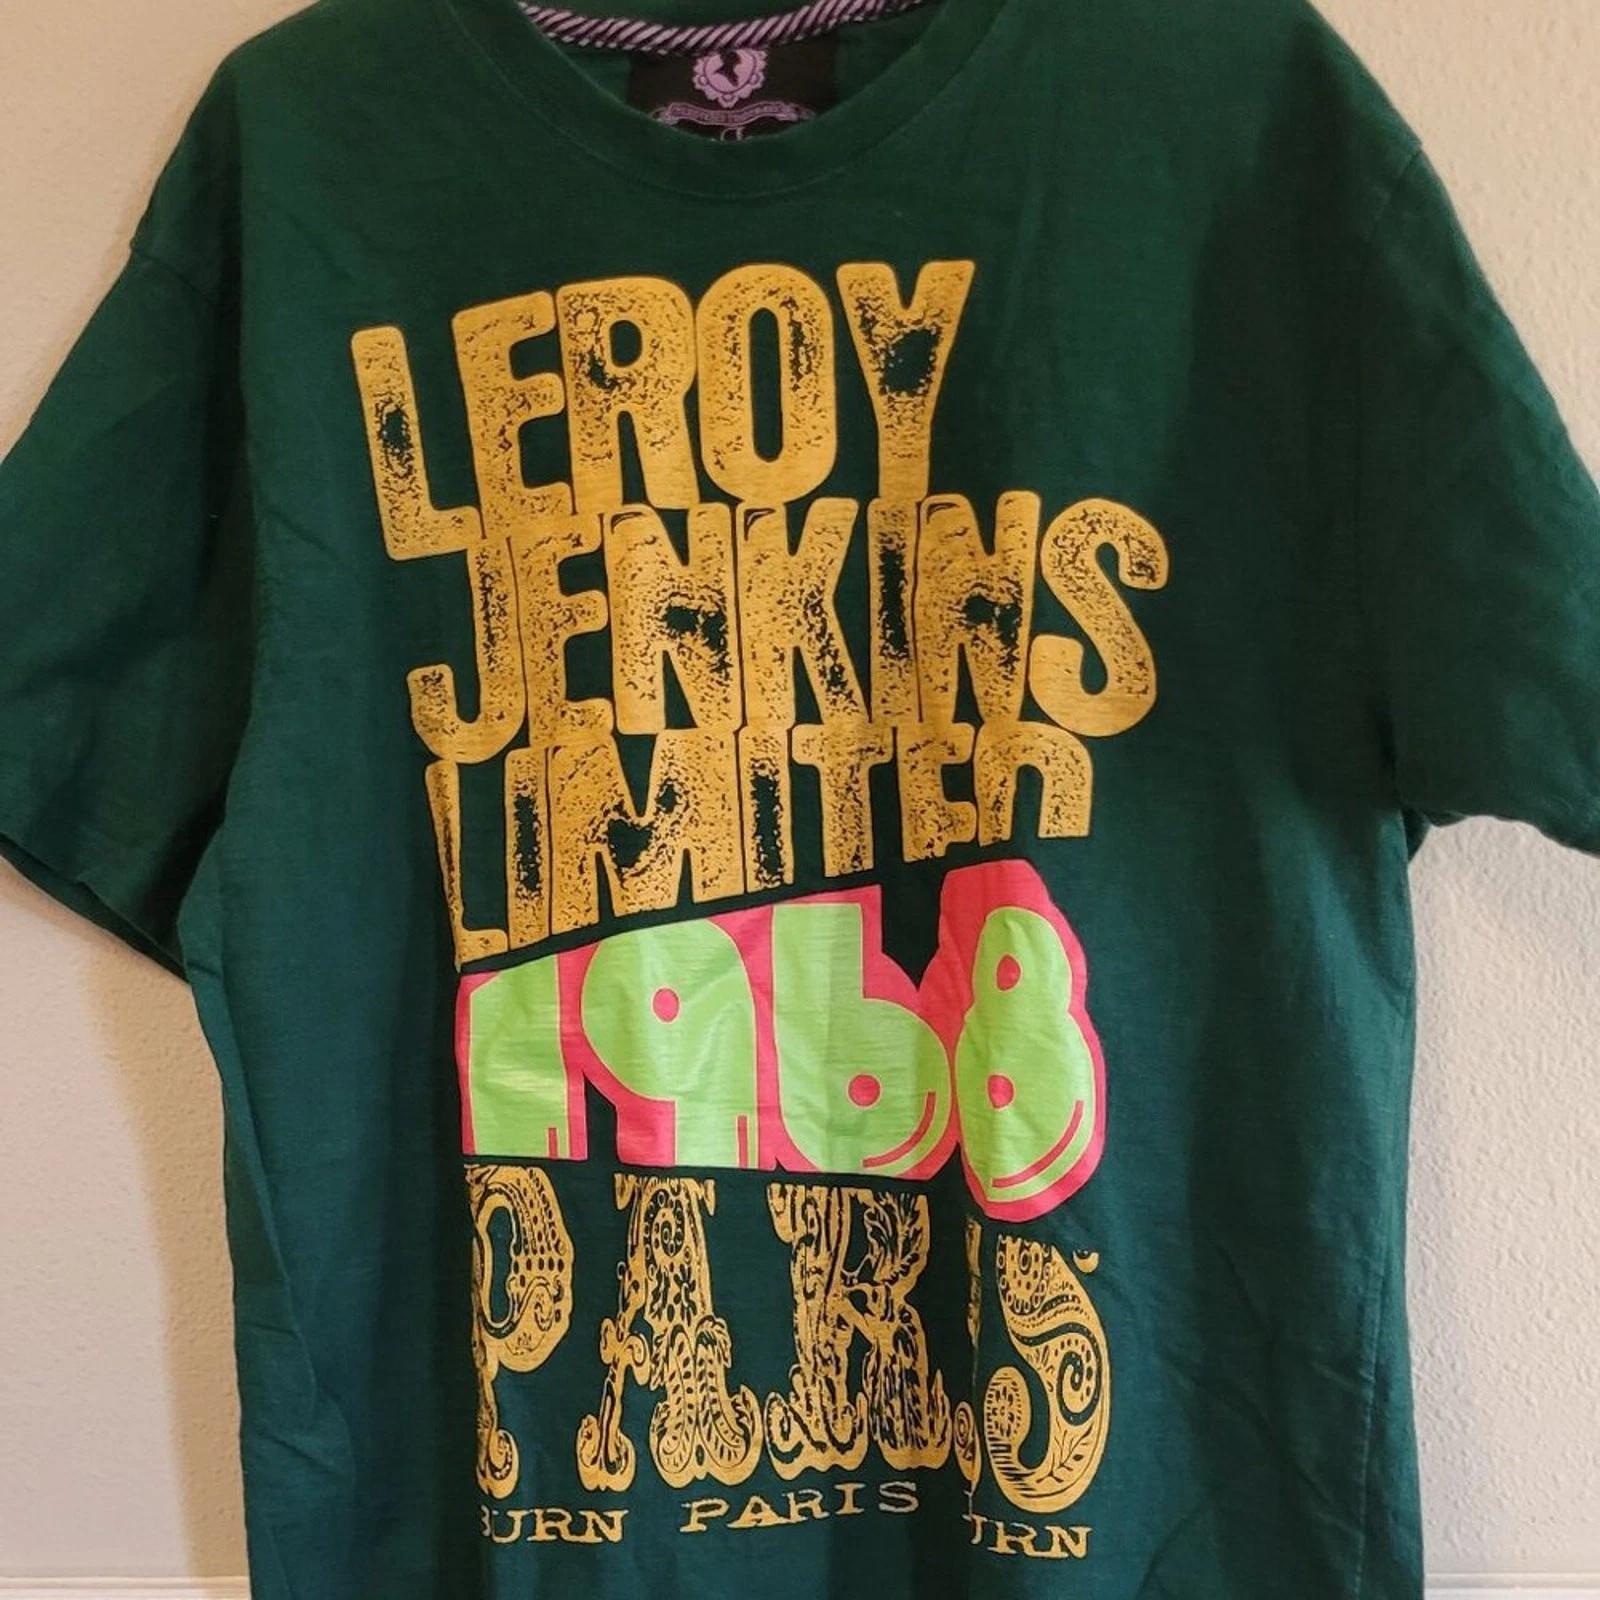 LEROY
JENKINS
LIMITED
1968
PARIS
BURN PARIS BURN